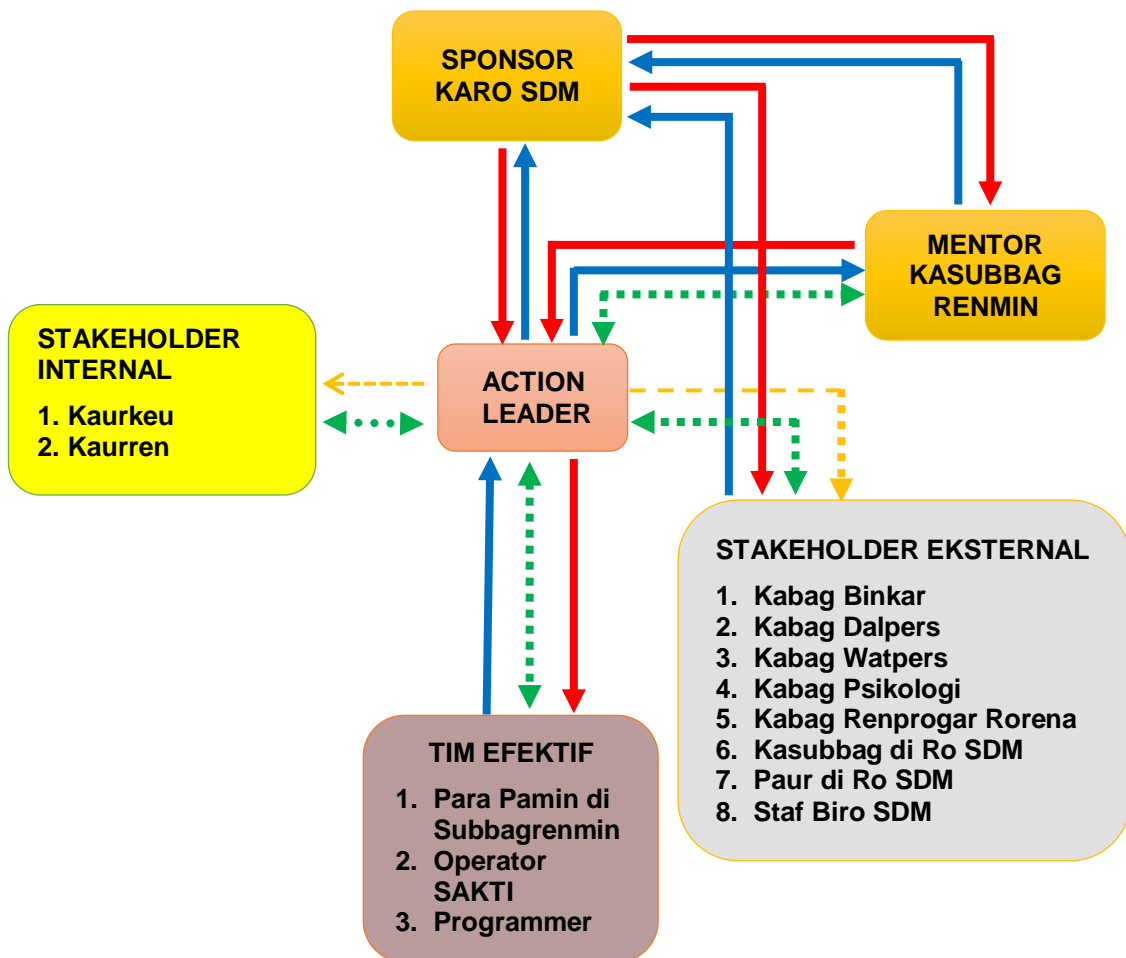 SPONSOR
KARO SDM
MENTOR
KASUBBAG
RENMIN
STAKEHOLDER
INTERNAL
1. Kaurkeu
2. Kaurren
ACTION
LEADER
STAKEHOLDER EKSTERNAL
1. Kabag Binkar
2. Kabag Dalpers
3. Kabag Watpers
4. Kabag Psikologi
5. Kabag Renprogar Rorena
6. Kasubbag di Ro SDM
7. Paur di Ro SDM
8. Staf Biro SDM
TIM EFEKTIF
1. Para Pamin di
Subbagrenmin
2. Operator
SAKTI
3. Programmer